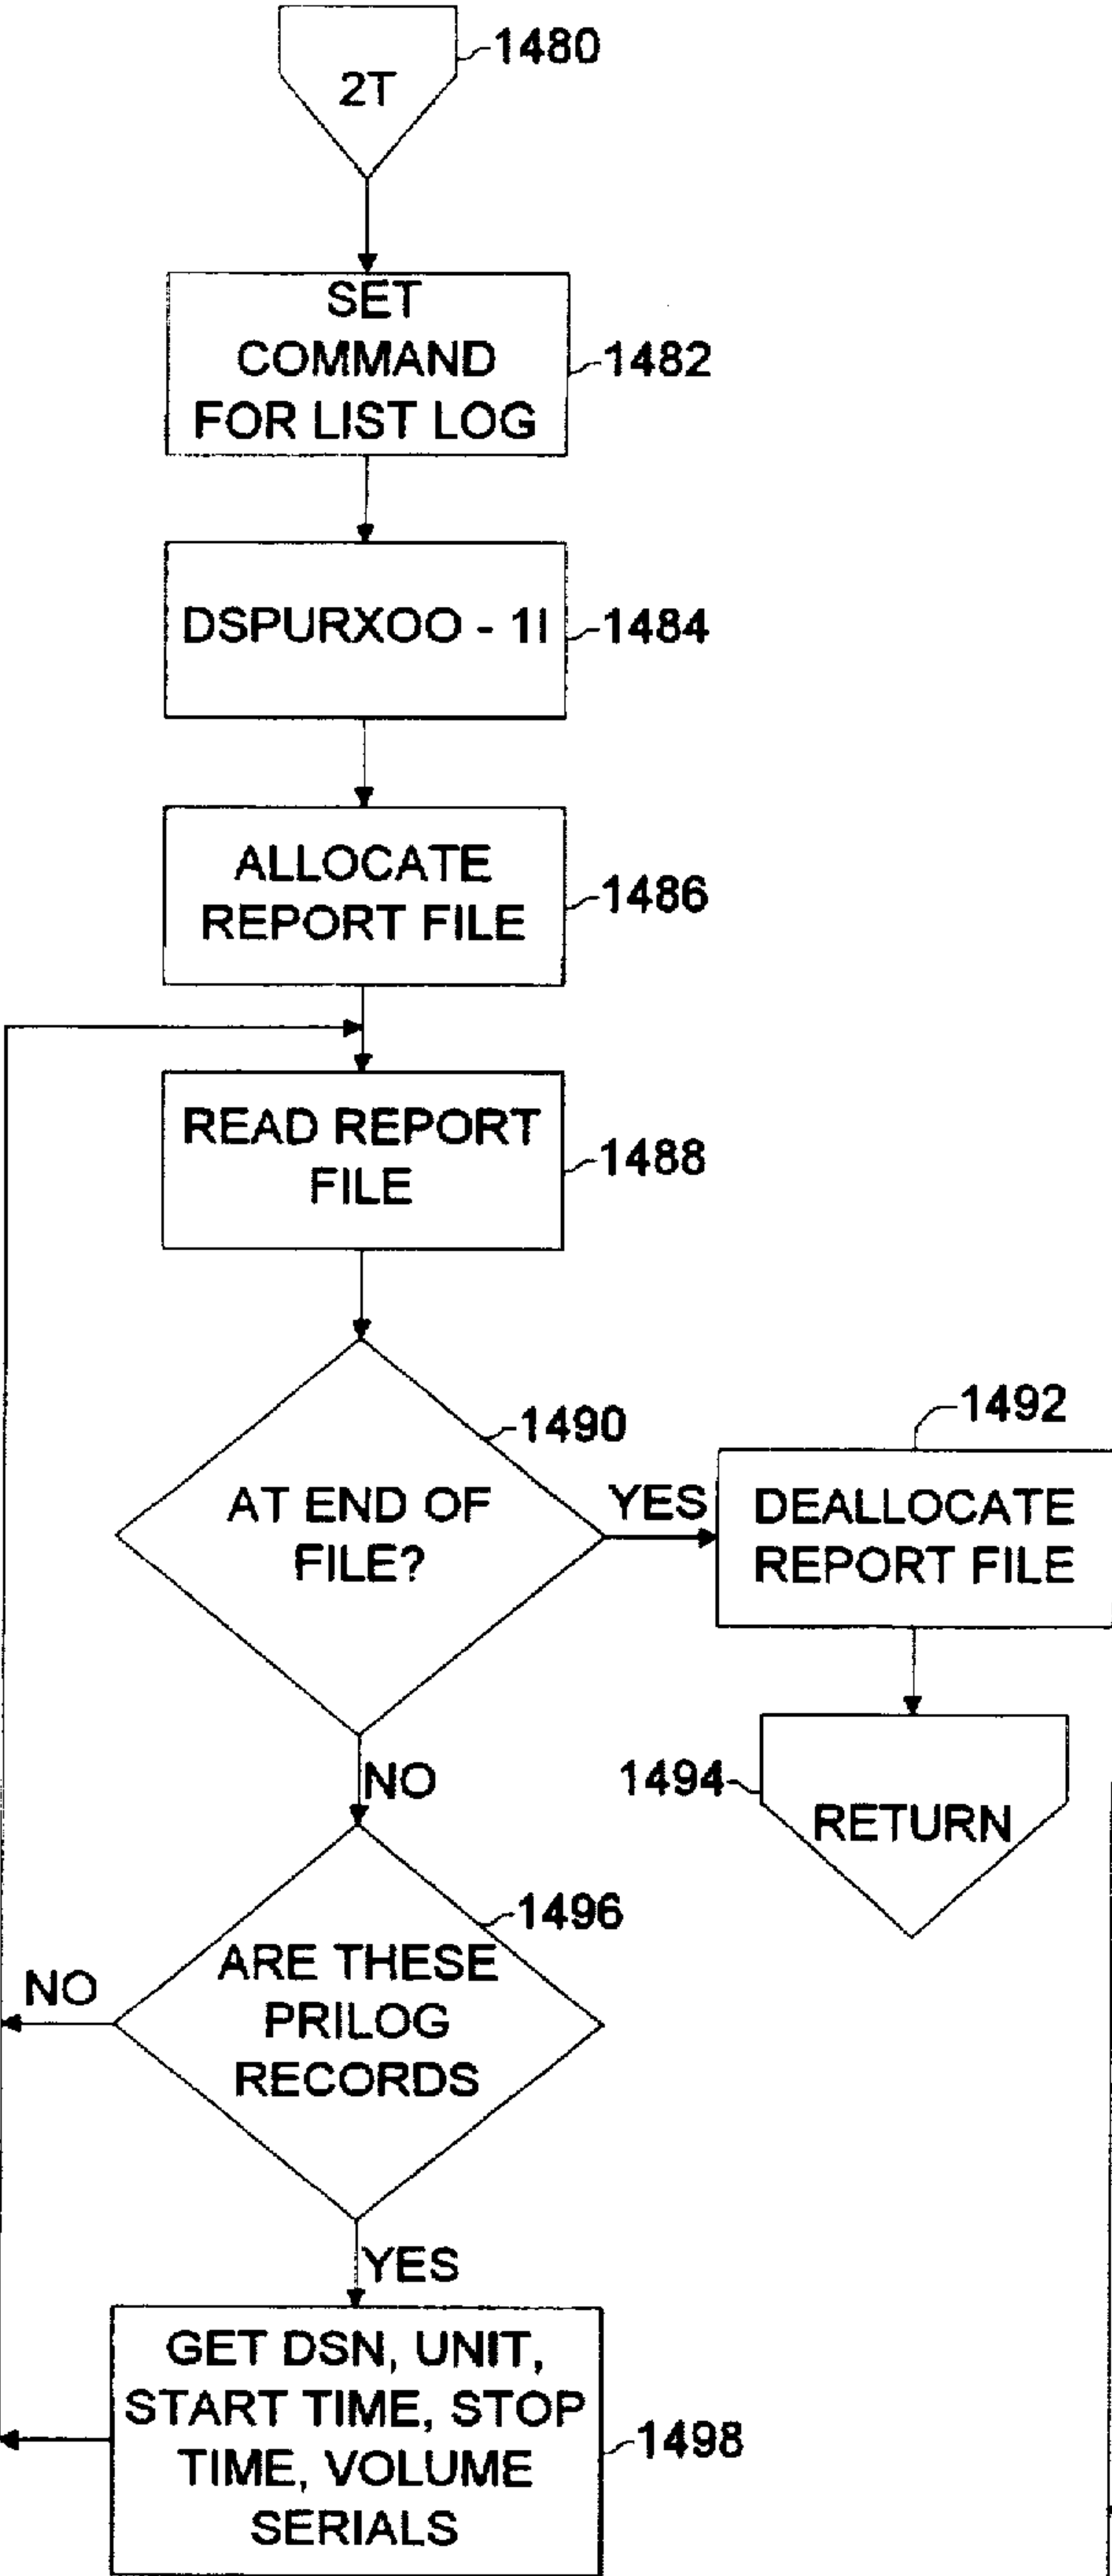 2T
1480
SET
COMMAND
FOR LIST LOG
1482
DSPURXOO - 1I
1484
ALLOCATE
REPORT FILE
1486
READ REPORT
FILE
1488
1490
AT END OF
FILE?
YES
1492
DEALLOCATE
REPORT FILE
NO
1494
RETURN
1496
ARE THESE
PRILOG
RECORDS
NO
YES
GET DSN, UNIT,
START TIME, STOP
TIME, VOLUME
SERIALS
1498